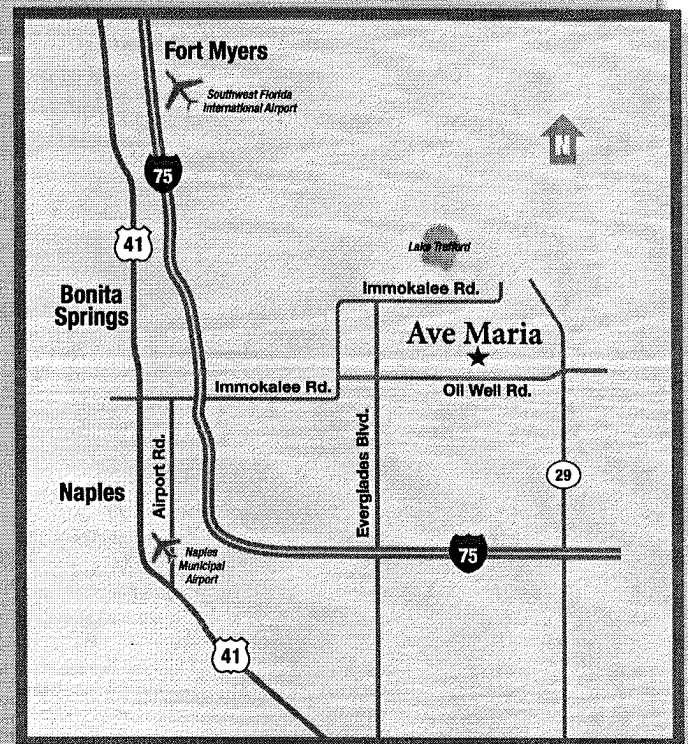 Fort Myers
Southwest Florida
International Airport
75
N
41
Lake Trafford
Immokalee Rd.
Bonita
Springs
Ave Maria
Immokalee Rd.
Oil Well Rd.
Airport Rd.
Everglades Blvd.
29
Naples
Naples
Municipal
Airport
75
41